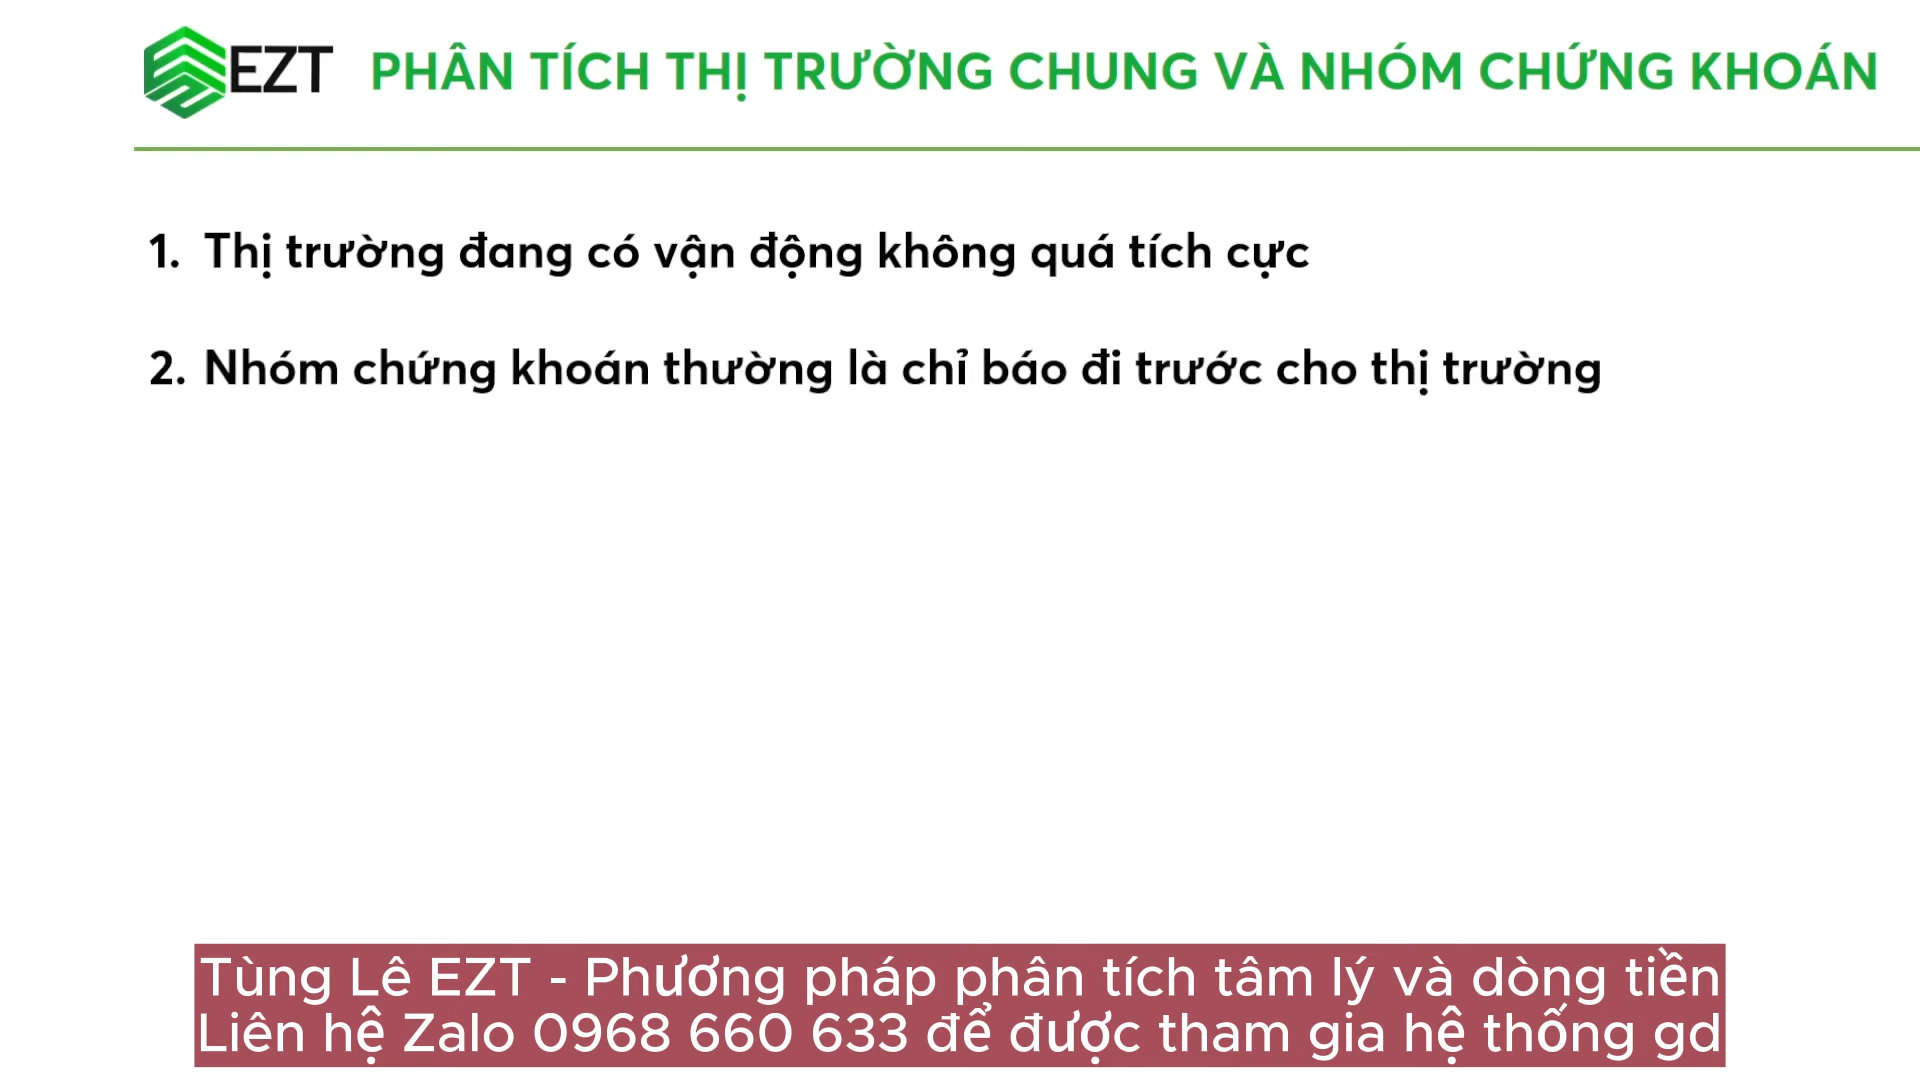 EZT PHÂN TÍCH THỊ TRƯỜNG CHUNG VÀ NHÓM CHỨNG KHOÁN
1. Thị trường đang có vận động không quá tích cực
2. Nhóm chứng khoán thường là chỉ báo đi trước cho thị trường
Tùng Lê EZT - Phương pháp phân tích tâm lý và dòng tiền
Liên hệ Zalo 0968 660 633 để được tham gia hệ thống gd